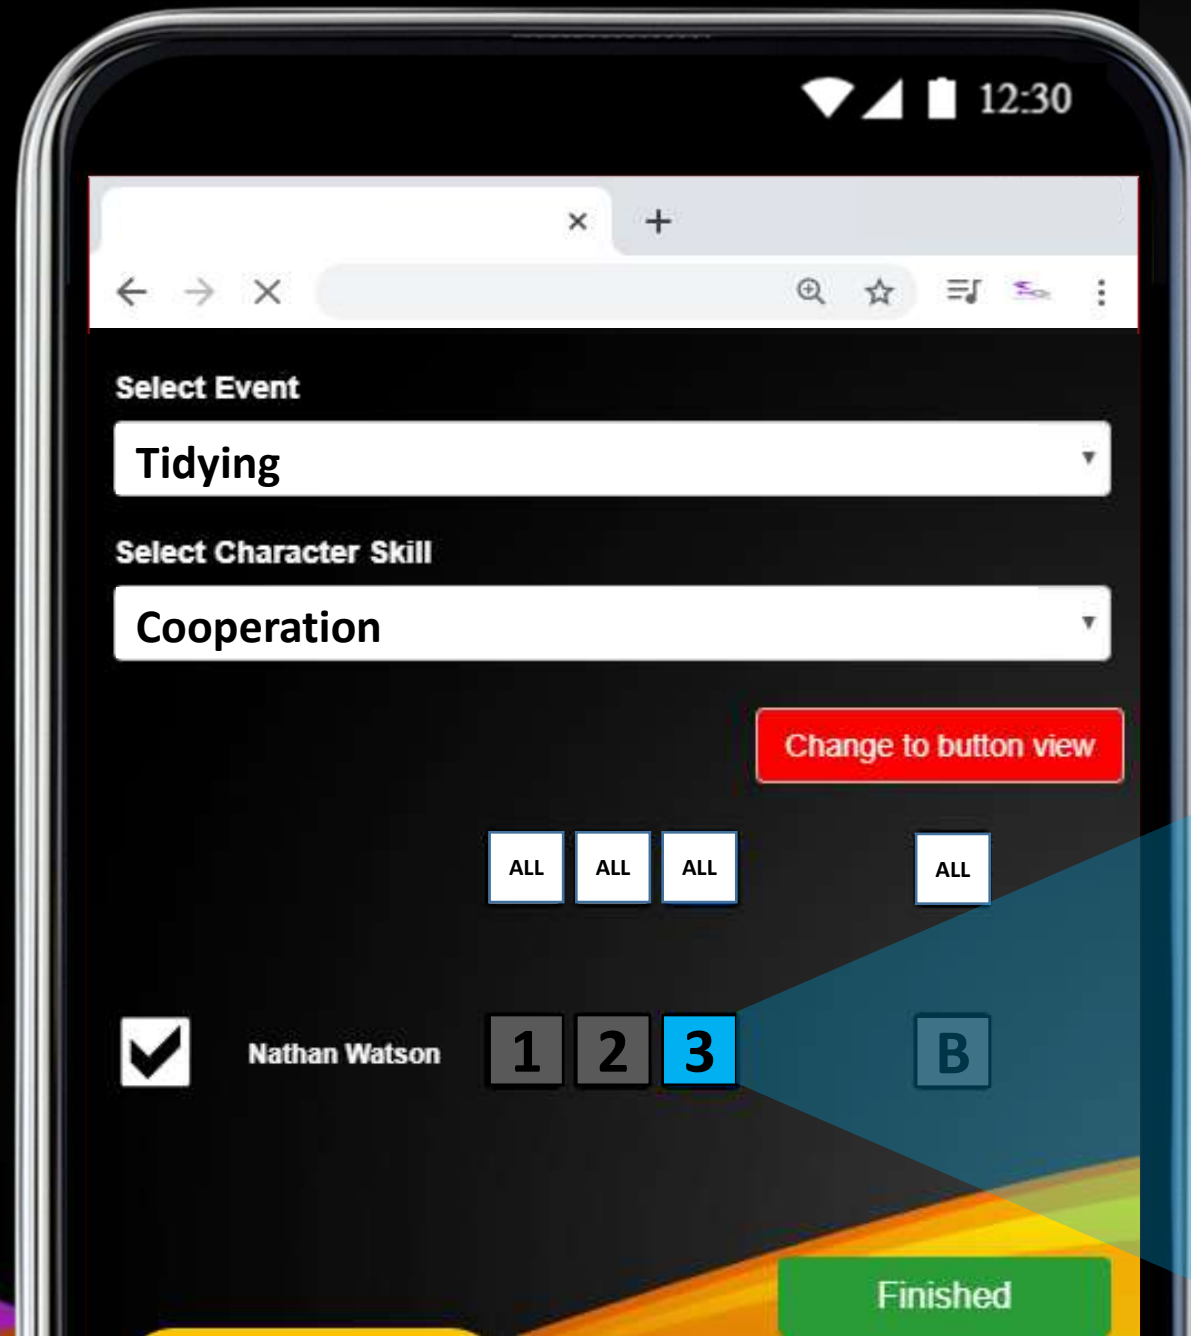 12:30
Select Event
Tidying
Select Character Skill
Cooperation
Change to button view
ALL ALL ALL ALL
Nathan Watson 1 2 3 B
Finished